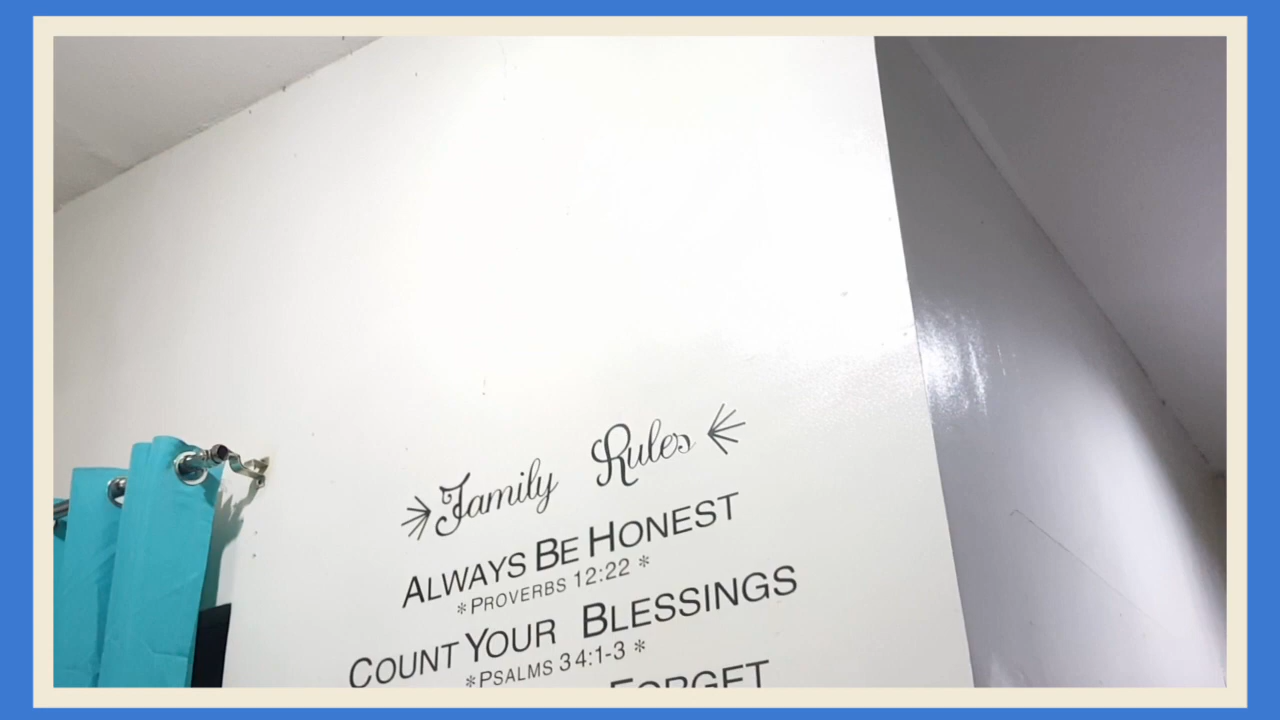 Family Rules
ALWAYS BE HONEST
*PROVERBS 12:22 *
COUNT YOUR BLESSINGS
*PSALMS 34:1-3 *
FORGET